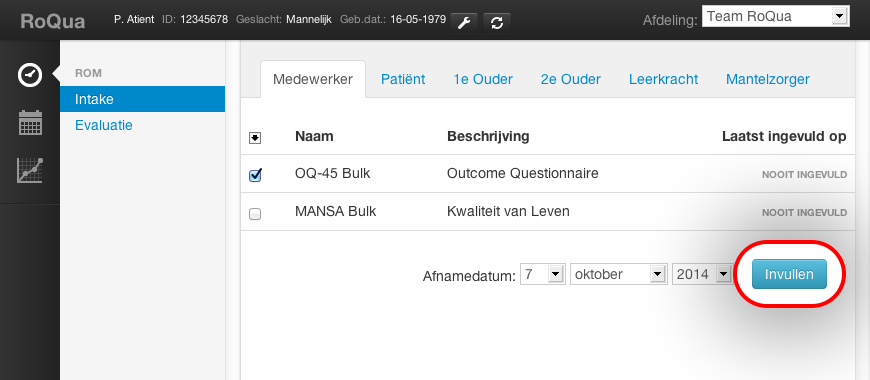 RoQua P. Atient ID: 12345678 Geslacht: Mannelijk Geb.dat.: 16-05-1979 Afdeling: Team RoQua
ROM
Intake
Evaluatie
Medewerker Patiënt 1e Ouder 2e Ouder Leerkracht Mantelzorger
Naam Beschrijving Laatst ingevuld op
OQ-45 Bulk Outcome Questionnaire NOOIT INGEVULD
MANSA Bulk Kwaliteit van Leven NOOIT INGEVULD
Afnamedatum: 7 oktober 2014 Invullen